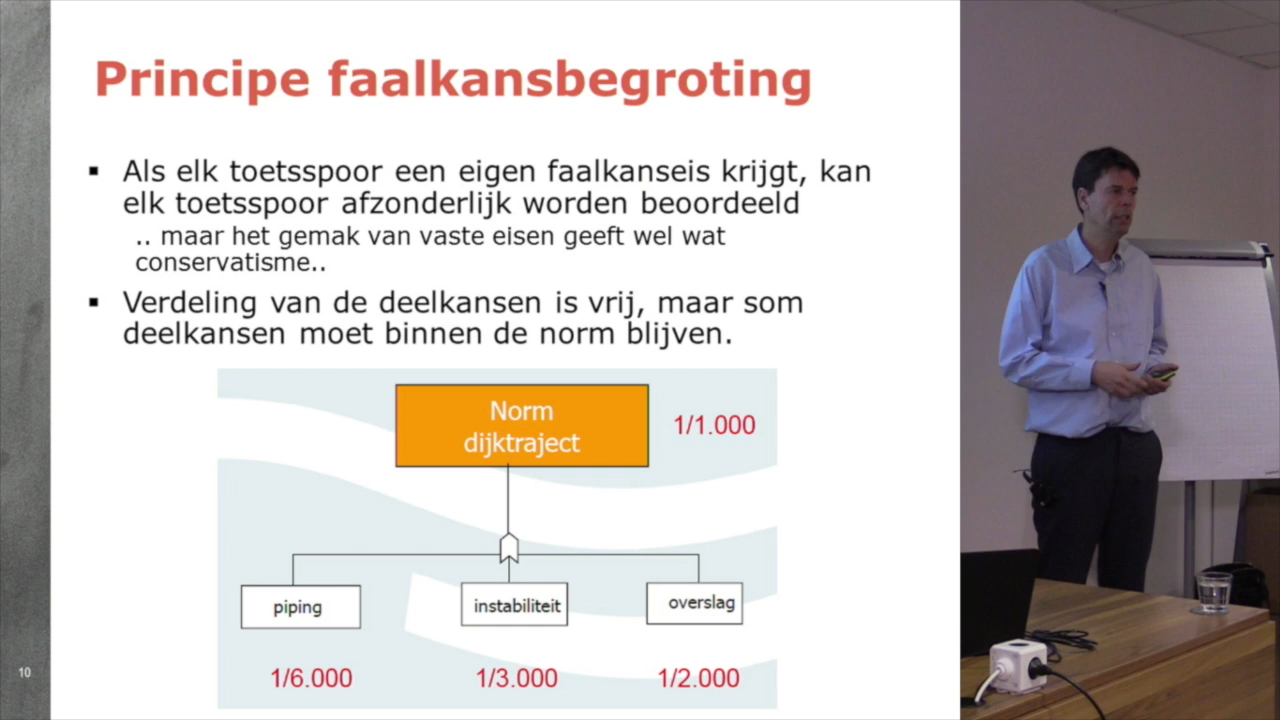 Principe faalkansbegroting
▪ Als elk toetsspoor een eigen faalkanseis krijgt, kan
elk toetsspoor afzonderlijk worden beoordeeld
.. maar het gemak van vaste eisen geeft wel wat
conservatisme..
▪ Verdeling van de deelkansen is vrij, maar som
deelkansen moet binnen de norm blijven.
Norm
dijktraject
1/1.000
piping
instabiliteit
overslag
1/6.000
1/3.000
1/2.000
10